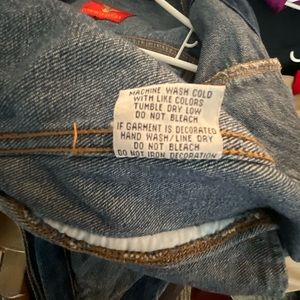 MACHINE WASH COLD
WITH LIKE COLORS
TUMBLE DRY LOW
DO NOT BLEACH
IF GARMENT IS DECORATED
HAND WASH/LINE DRY
DO NOT BLEACH
DO NOT IRON DECORATION